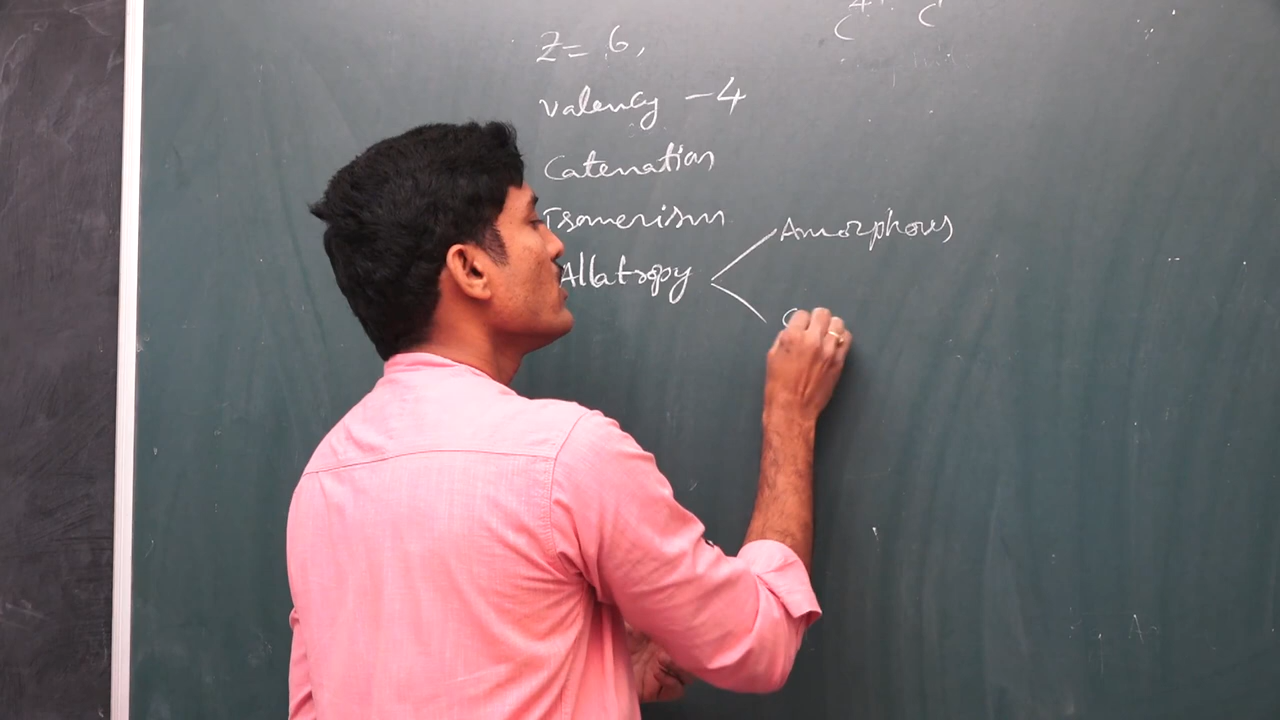 Z = 6,
Valency - 4
Catenation
Isomerism
Amorphous
Allotropy